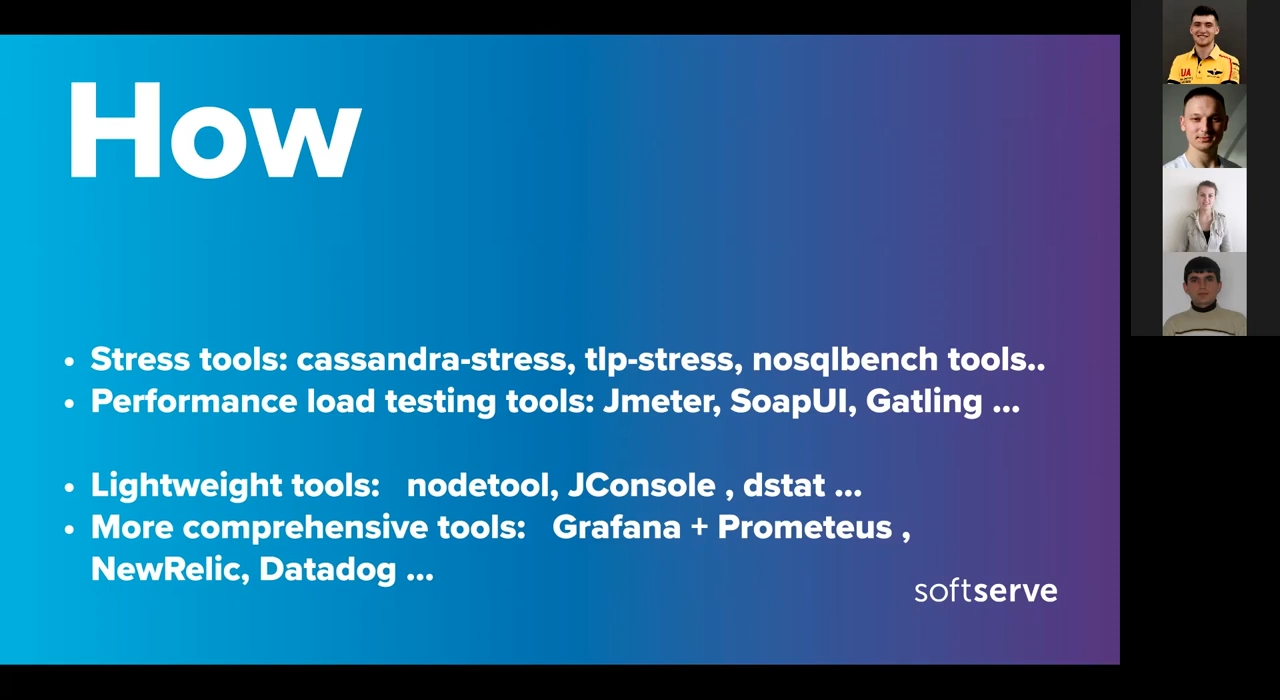 How
• Stress tools: cassandra-stress, tlp-stress, nosqlbench tools..
• Performance load testing tools: Jmeter, SoapUI, Gatling ...
• Lightweight tools: nodetool, JConsole , dstat ...
• More comprehensive tools: Grafana + Prometeus ,
NewRelic, Datadog ...
softserve
UA